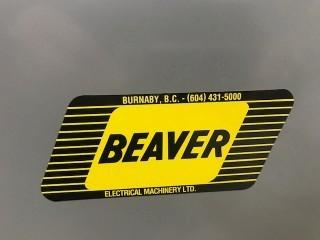 BURNABY, B.C. - (604) 431-5000
BEAVER
ELECTRICAL MACHINERY LTD.